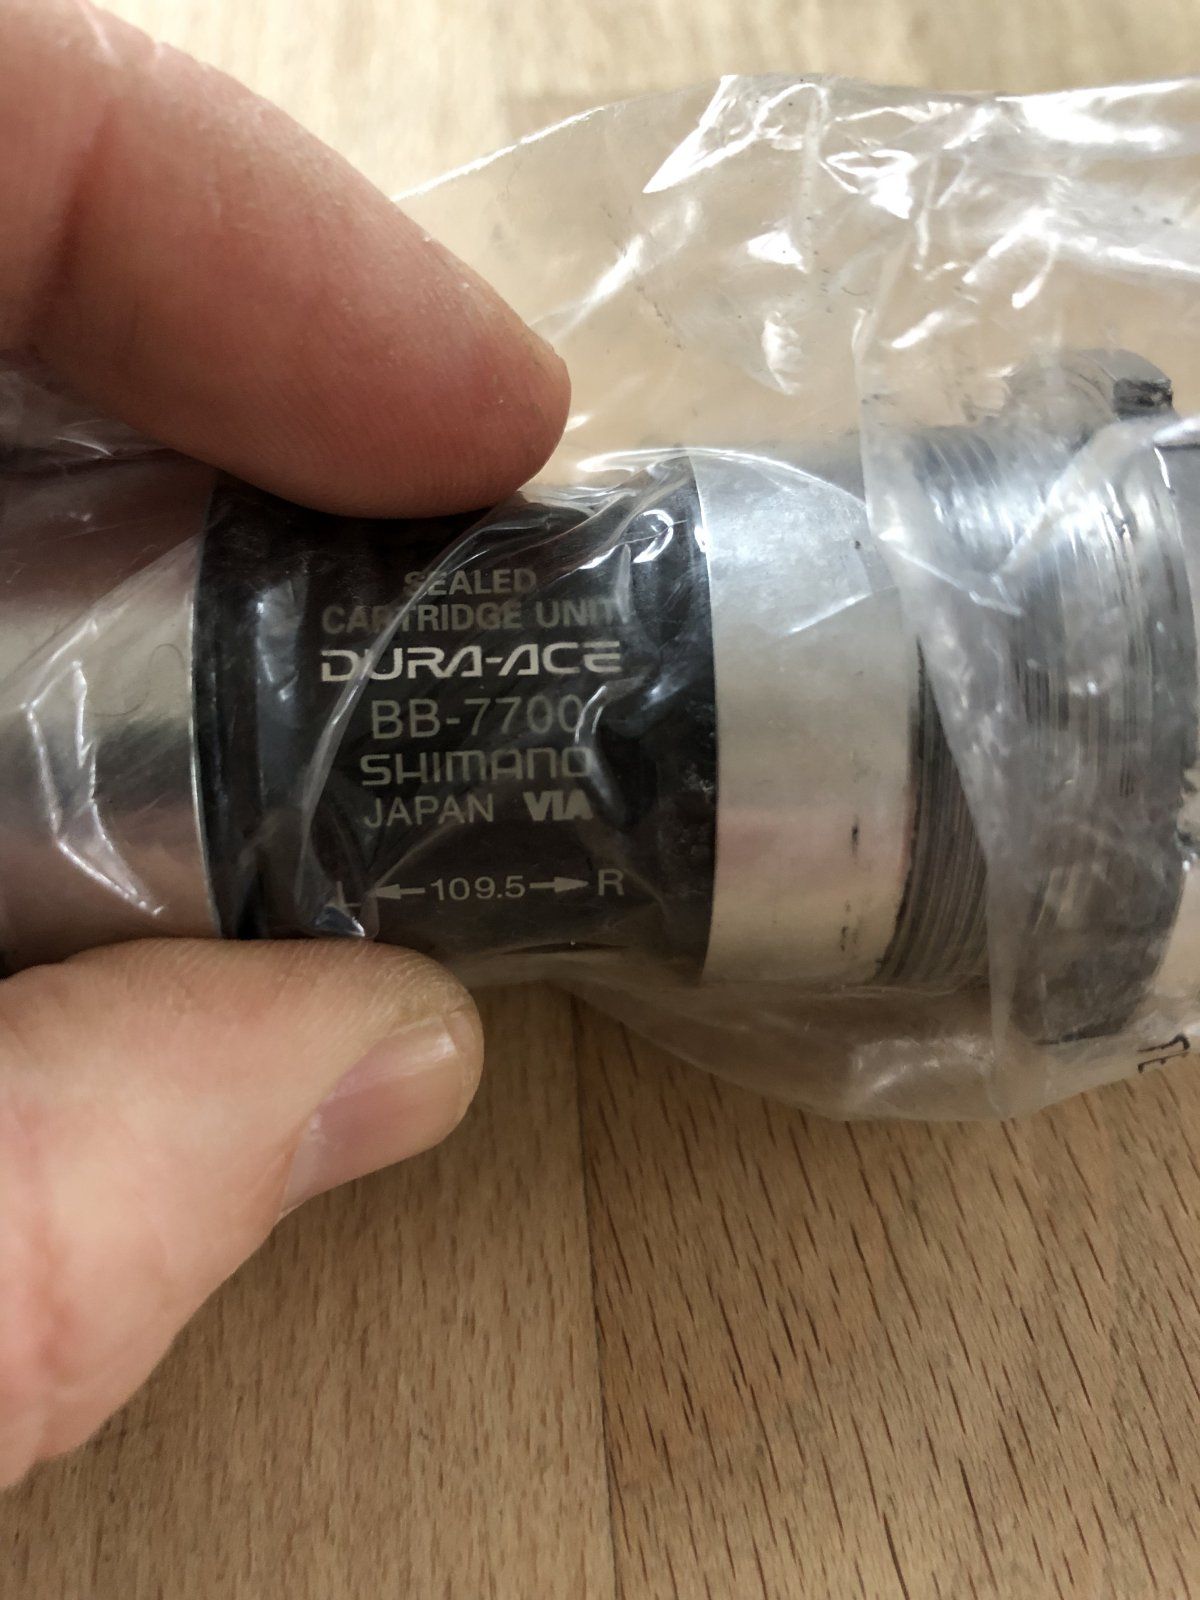 SEALED
CARTRIDGE UNIT
DURA-ACE
BB-7700
SHIMANO
JAPAN VIA
L ← 109.5 → R